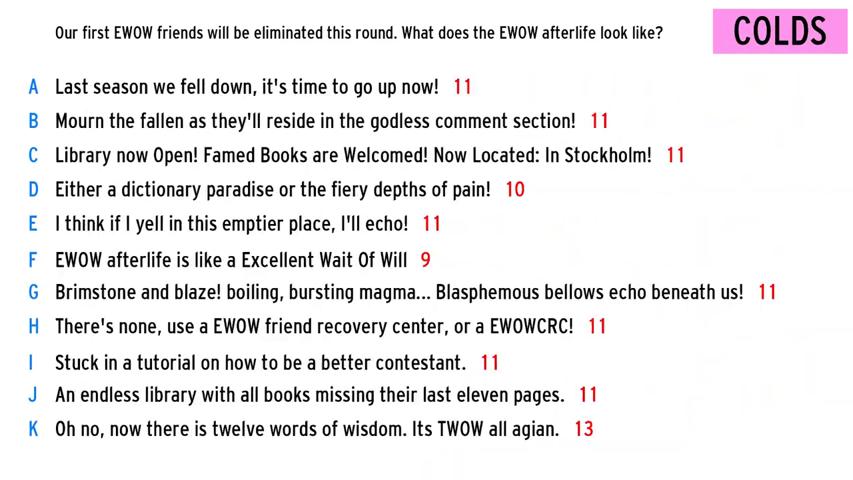 Our first EWOW friends will be eliminated this round. What does the EWOW afterlife look like?
COLDS
A Last season we fell down, it's time to go up now! 11
B Mourn the fallen as they'll reside in the godless comment section! 11
C Library now Open! Famed Books are Welcomed! Now Located: In Stockholm! 11
D Either a dictionary paradise or the fiery depths of pain! 10
E I think if I yell in this emptier place, I'll echo! 11
F EWOW afterlife is like a Excellent Wait Of Will 9
G Brimstone and blaze! boiling, bursting magma... Blasphemous bellows echo beneath us! 11
H There's none, use a EWOW friend recovery center, or a EWOWCRC! 11
I Stuck in a tutorial on how to be a better contestant. 11
J An endless library with all books missing their last eleven pages. 11
K Oh no, now there is twelve words of wisdom. Its TWOW all agian. 13